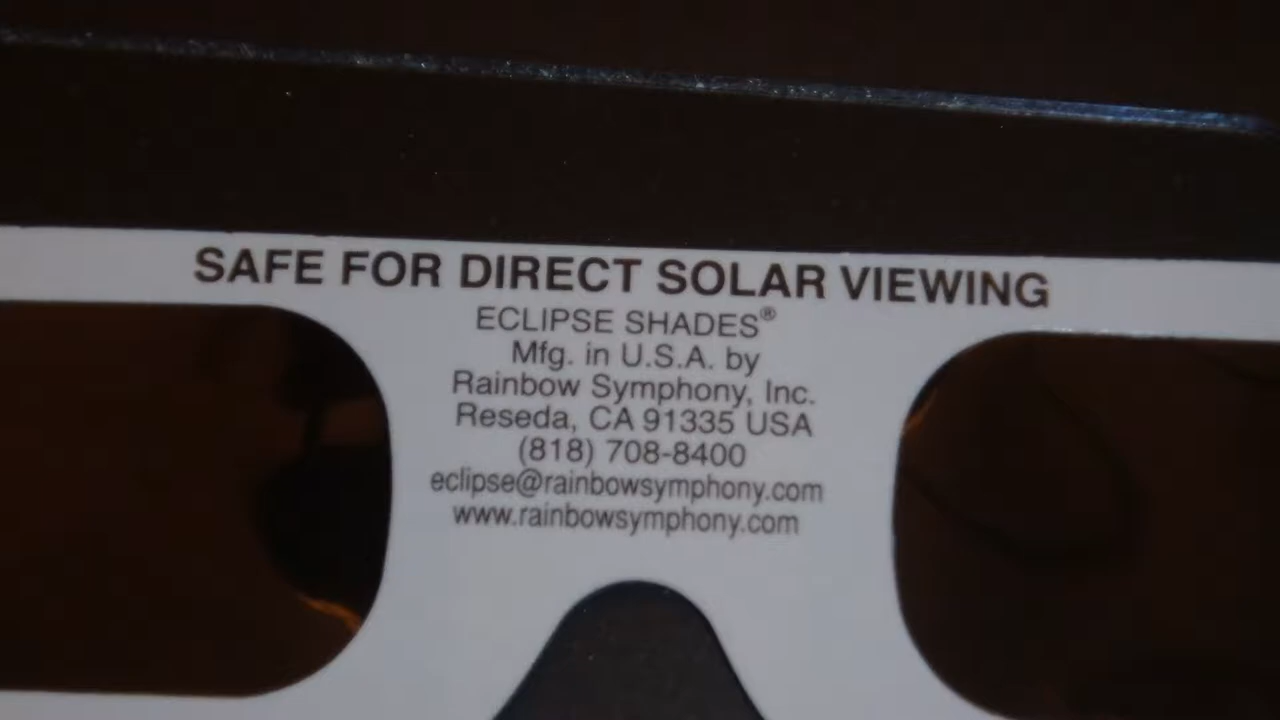 SAFE FOR DIRECT SOLAR VIEWING
ECLIPSE SHADES®
Mfg. in U.S.A. by
Rainbow Symphony, Inc.
Reseda, CA 91335 USA
(818) 708-8400
eclipse@rainbowsymphony.com
www.rainbowsymphony.com